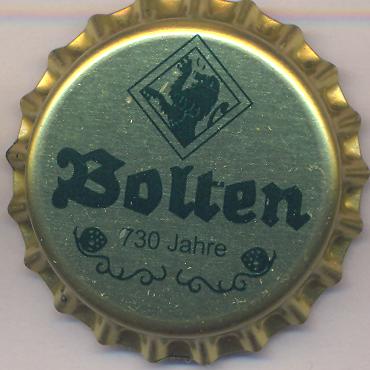 Bolten
730 Jahre